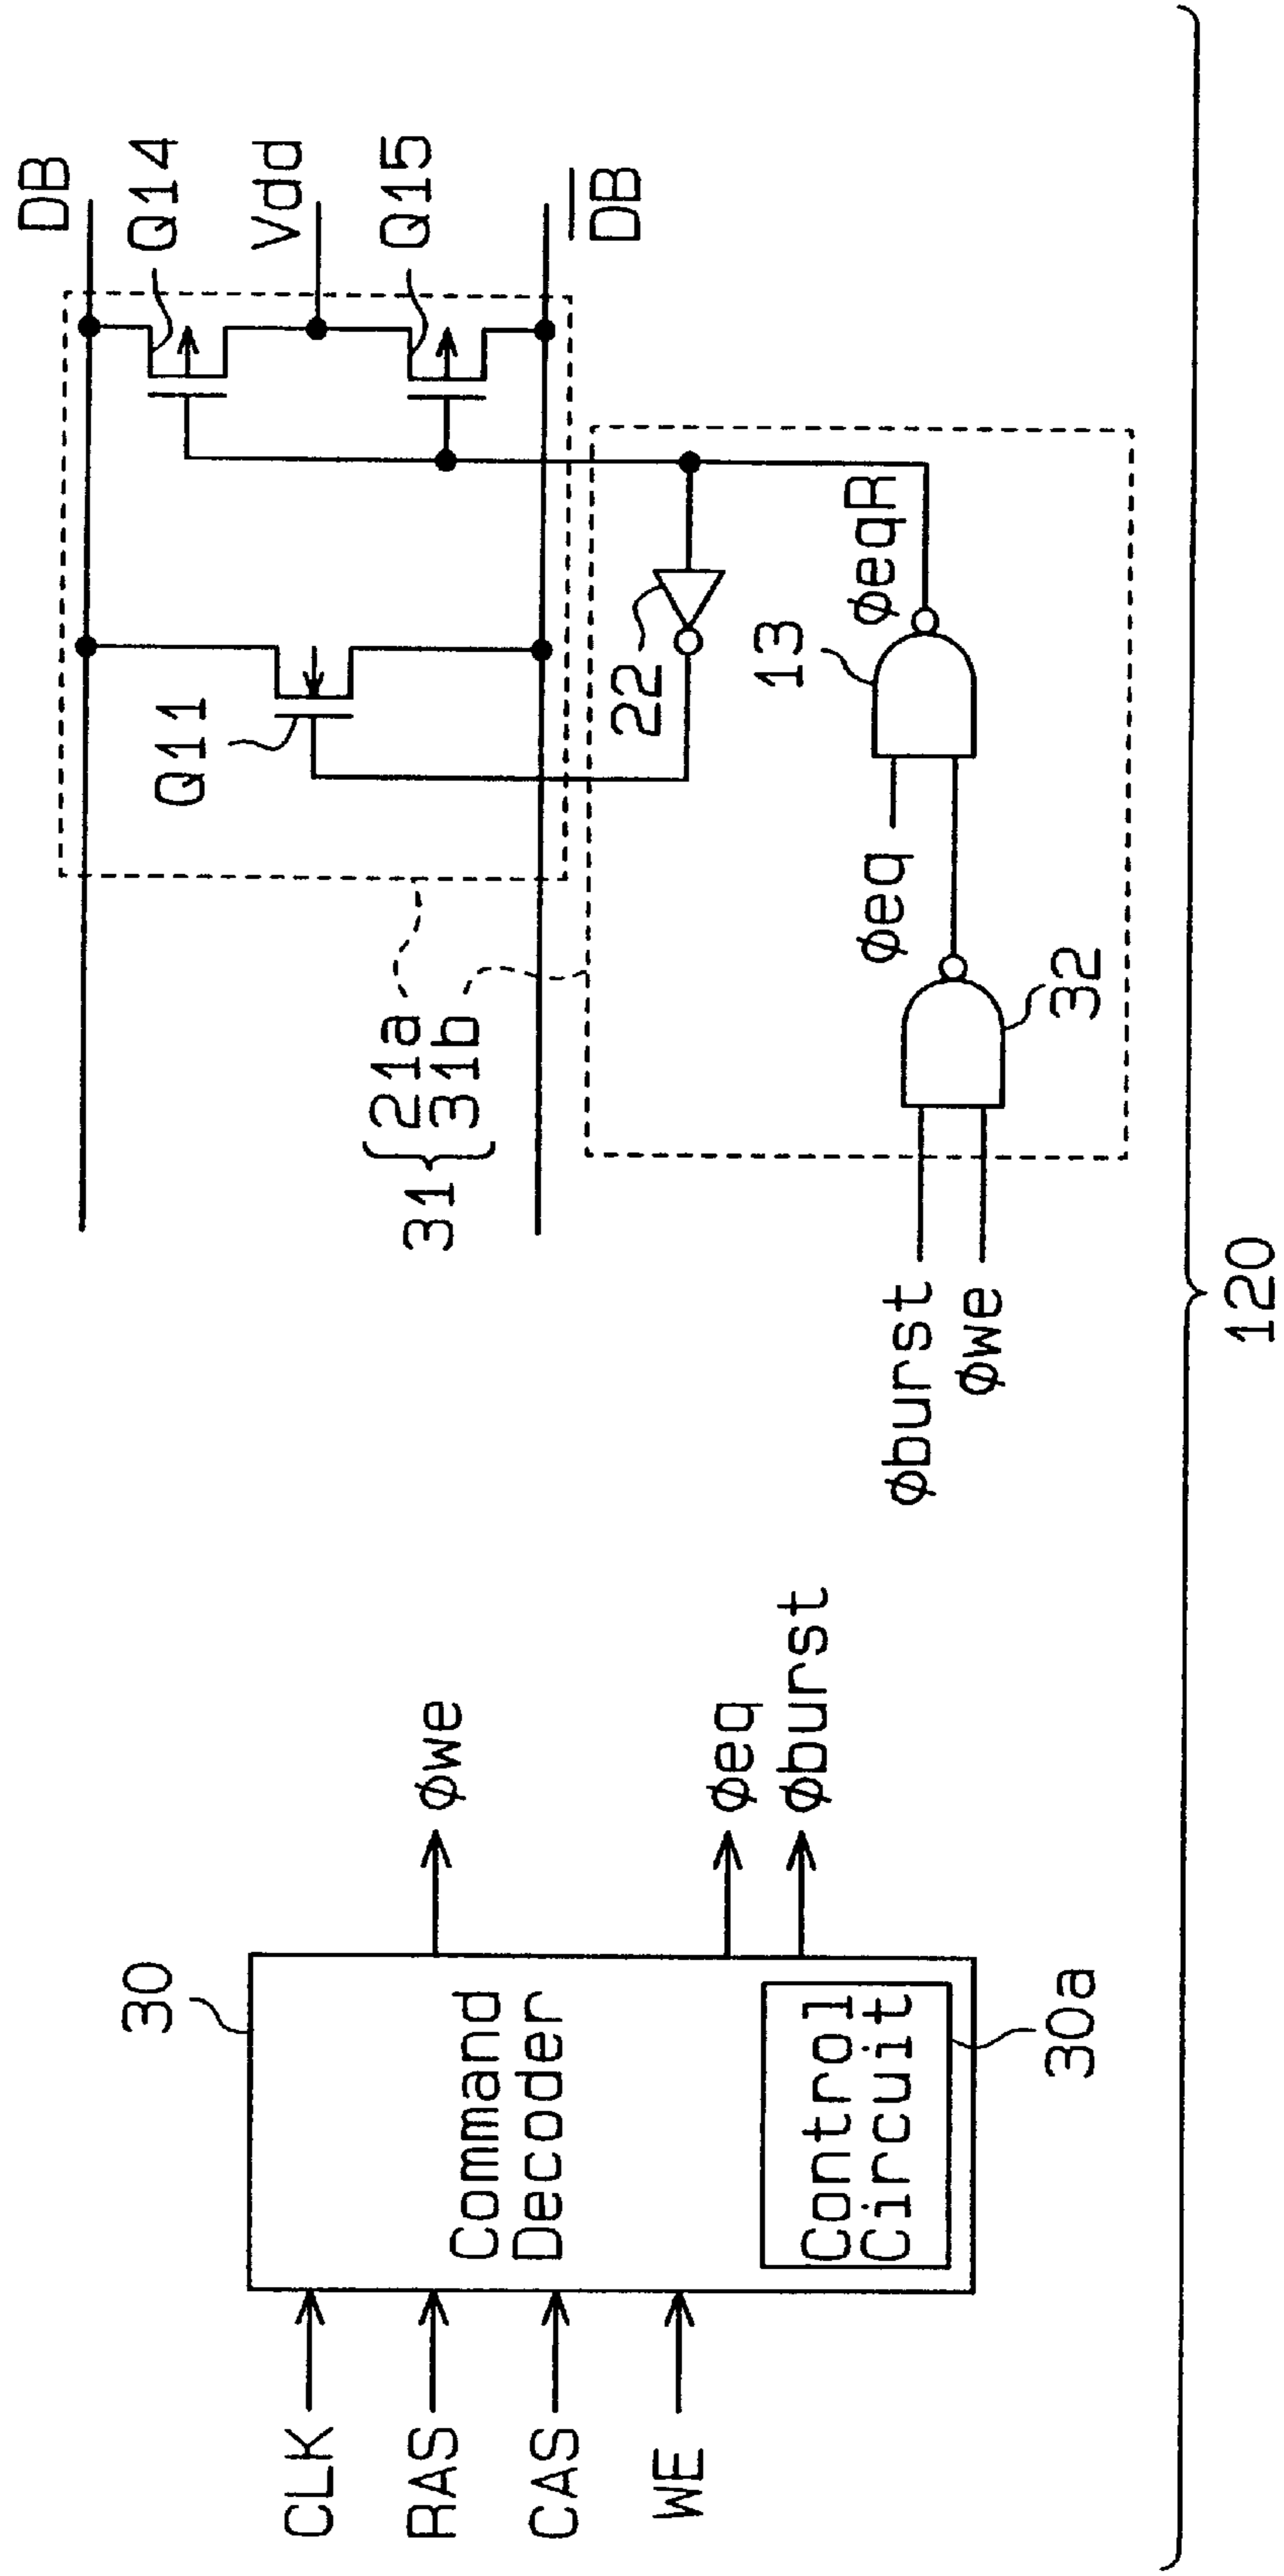 30
CLK
RAS
CAS
WE
Command
Decoder
Control
Circuit
30a
φwe
φeq
φburst
DB
Q14
Vdd
Q15
D̅B̅
Q11
31
21a
31b
22
13
φeqR
φeq
32
φburst
φwe
120